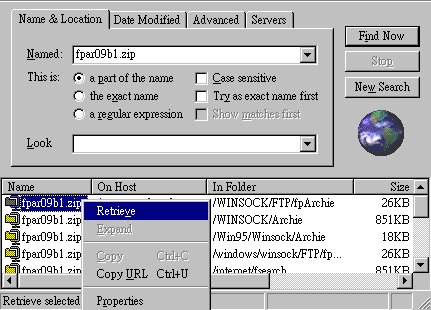 Name & Location Date Modified Advanced Servers
Named: fpar09b1.zip Find Now
This is: a part of the name Case sensitive Stop
the exact name Try as exact name first New Search
a regular expression Show matches first
Look
Name On Host In Folder Size
fpar09b1.zip /WINSOCK/FTP/fpArchie 26KB
fpar09b1.zip Retrieve /WINSOCK/Archie 851KB
fpar09b1.zip Expand /Win95/Winsock/Archie 18KB
fpar09b1.zip Copy Ctrl+C /windows/winsock/FTP/fp... 26KB
fpar09b1.zip Copy URL Ctrl+U /internet/fsearch 851KB
Retrieve selected Properties